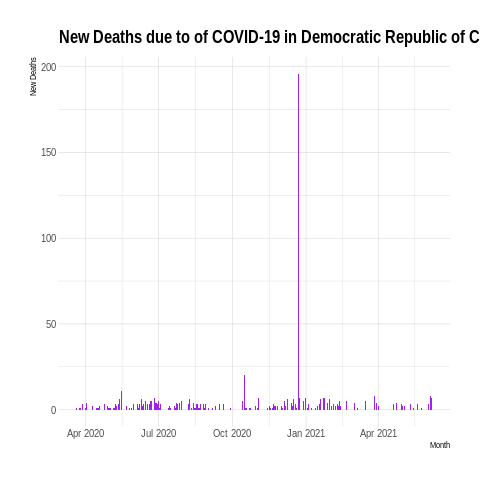 New Deaths due to of COVID-19 in Democratic Republic of C
New Deaths
200
150
100
50
0
Apr 2020 Jul 2020 Oct 2020 Jan 2021 Apr 2021
Month